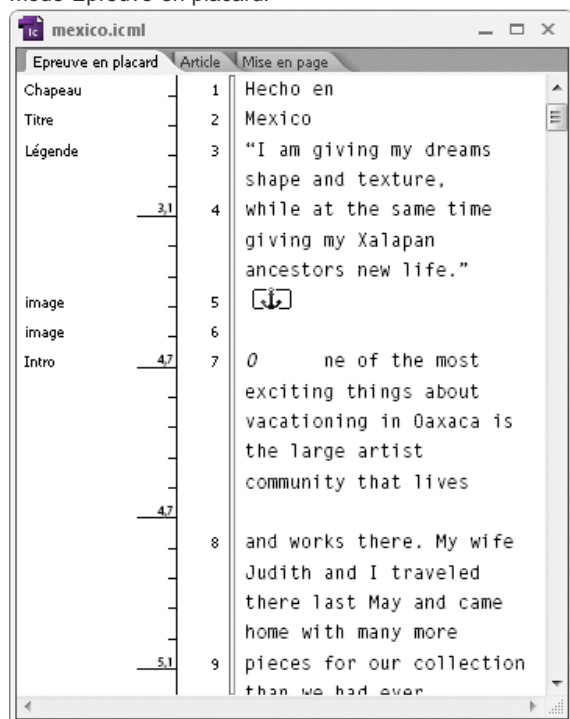 mode Epreuve en placard.
Ic mexico.icml
Epreuve en placard Article Mise en page
Chapeau 1 Hecho en
Titre 2 Mexico
Légende 3 “I am giving my dreams
shape and texture,
3,1 4 while at the same time
giving my Xalapan
ancestors new life.”
image 5
image 6
Intro 4,7 7 O ne of the most
exciting things about
vacationing in Oaxaca is
the large artist
community that lives
4,7
8 and works there. My wife
Judith and I traveled
there last May and came
home with many more
5,1 9 pieces for our collection
than we had ever